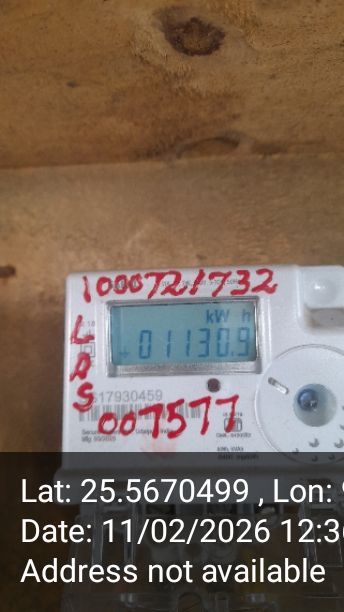 1000721732
kW h
01130.9
L
D
S
17930459
007577
Lat: 25.5670499 , Lon:
Date: 11/02/2026 12:3
Address not available